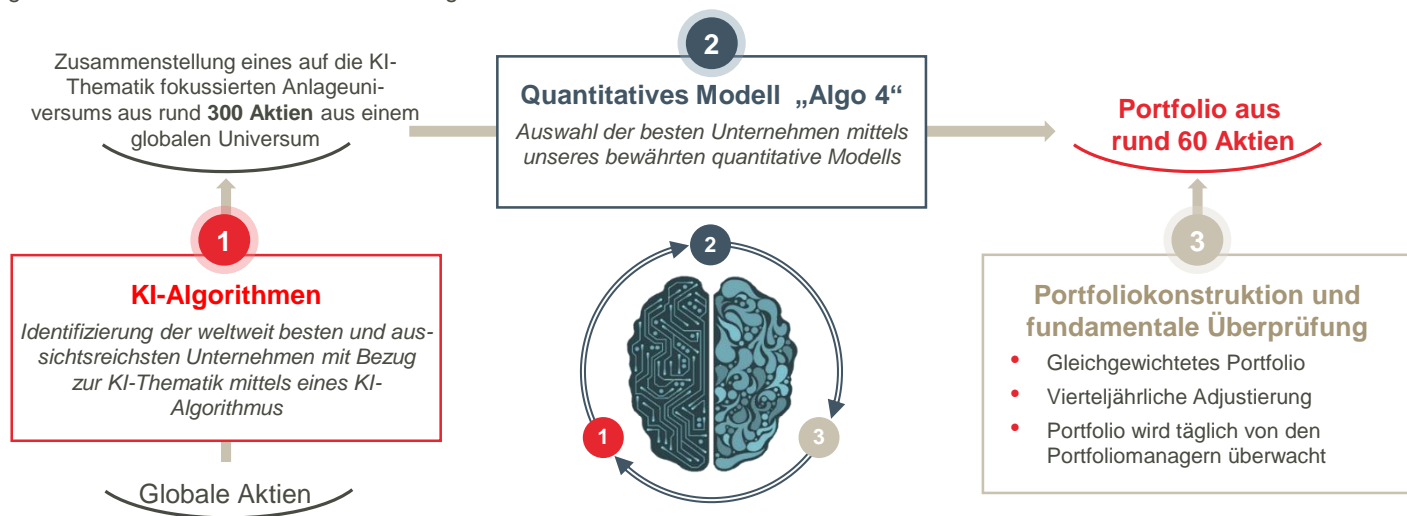 2
Zusammenstellung eines auf die KI-
Thematik fokussierten Anlageuni-
versums aus rund 300 Aktien aus einem
globalen Universum
Quantitatives Modell „Algo 4“
Auswahl der besten Unternehmen mittels
unseres bewährten quantitative Modells
Portfolio aus
rund 60 Aktien
1
KI-Algorithmen
Identifizierung der weltweit besten und aus-
sichtsreichsten Unternehmen mit Bezug
zur KI-Thematik mittels eines KI-
Algorithmus
Globale Aktien
2
1
3
3
Portfoliokonstruktion und
fundamentale Überprüfung
• Gleichgewichtetes Portfolio
• Vierteljährliche Adjustierung
• Portfolio wird täglich von den
Portfoliomanagern überwacht